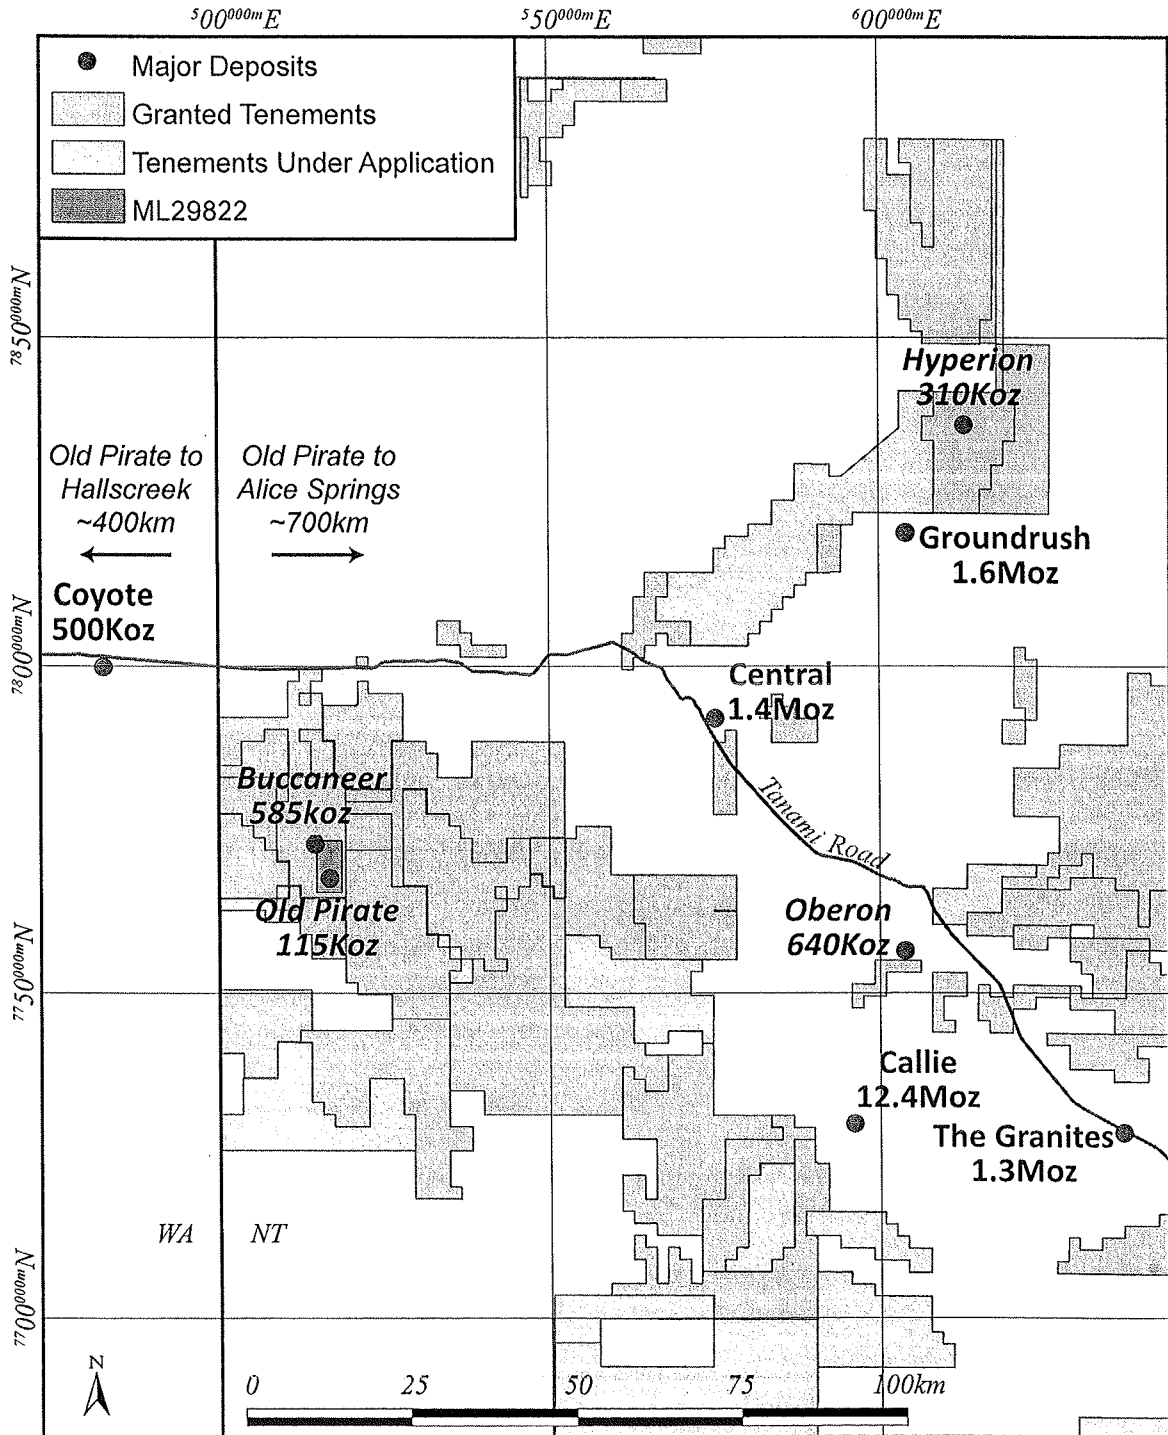 500000mE
550000mE
600000mE
Major Deposits
Granted Tenements
Tenements Under Application
ML29822
7850000mN
Hyperion
310Koz
Old Pirate to
Hallscreek
~400km
Old Pirate to
Alice Springs
~700km
Groundrush
1.6Moz
Coyote
500Koz
7800000mN
Central
1.4Moz
Buccaneer
585koz
Tanami Road
Old Pirate
115Koz
Oberon
640Koz
7750000mN
Callie
12.4Moz
The Granites
1.3Moz
WA
NT
7700000mN
N
0
25
50
75
100km